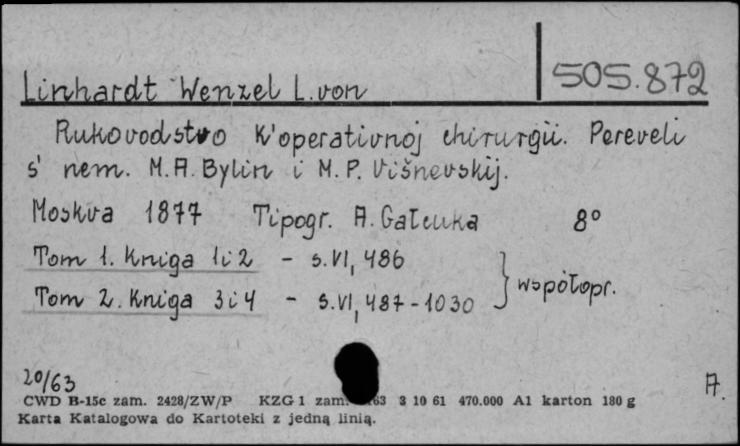 505.872
Linhardt Wenzel L. von
Rukovodstvo k'operativnoj chirurgii. Pereveli
s' nem. M.A. Bylin i M.P. Višnevskij.
Moskva 1877 Tipogr. A. Gatcuka 8°
Tom 1. Kniga 1 i 2 - s. VI, 486
Tom 2. Kniga 3 i 4 - s. VI, 487-1030 } współopr.
20/63
A.
CWD B-15c zam. 2428/ZW/P KZG 1 zam. 63 3 10 61 470.000 A1 karton 180 g
Karta Katalogowa do Kartoteki z jedną linią.